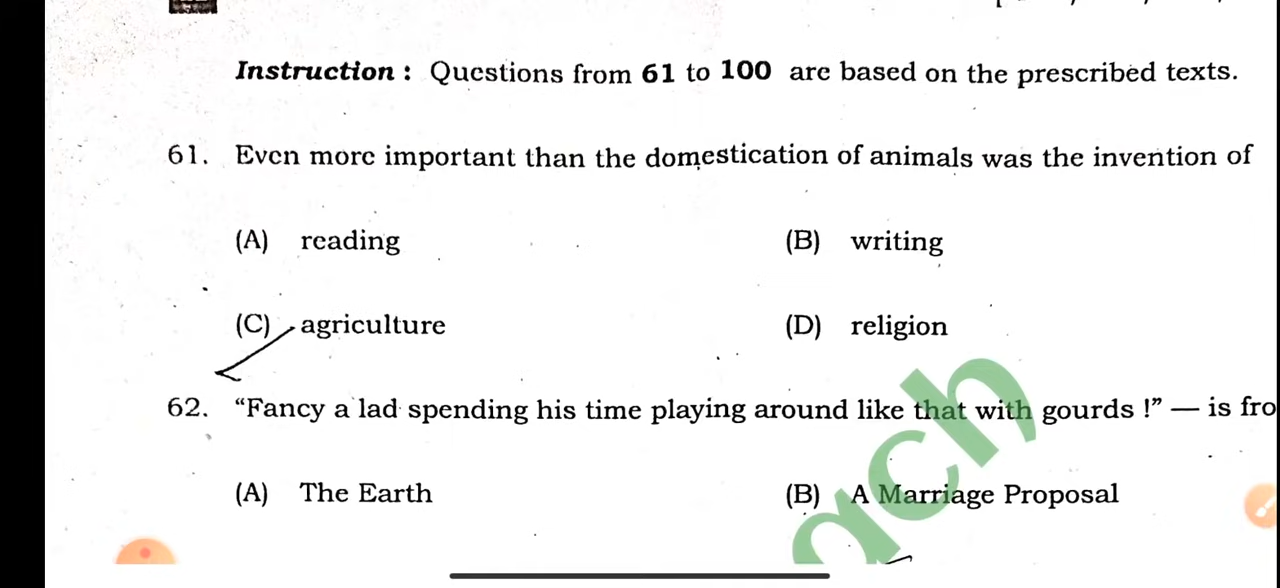 Instruction : Questions from 61 to 100 are based on the prescribed texts.
61. Even more important than the domestication of animals was the invention of
(A) reading (B) writing
(C) agriculture (D) religion
62. “Fancy a lad spending his time playing around like that with gourds !” — is fro
(A) The Earth (B) A Marriage Proposal
ach